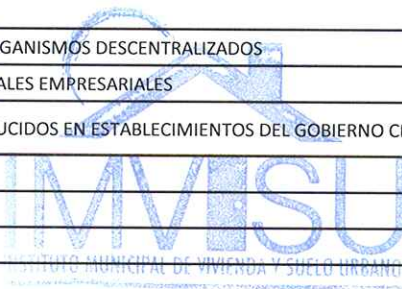 GANISMOS DESCENTRALIZADOS
ALES EMPRESARIALES
UCIDOS EN ESTABLECIMIENTOS DEL GOBIERNO C
IMVISU
INSTITUTO MUNICIPAL DE VIVIENDA Y SUELO URBANO